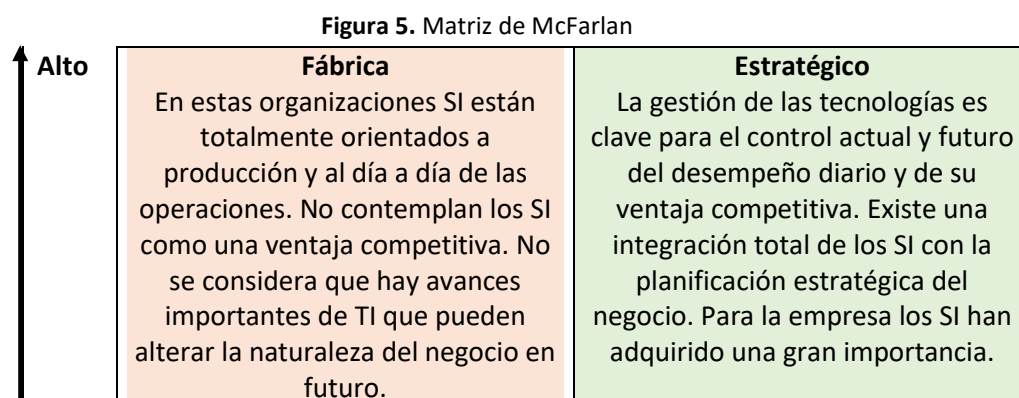 Figura 5. Matriz de McFarlan
Alto
Fábrica
En estas organizaciones SI están
totalmente orientados a
producción y al día a día de las
operaciones. No contemplan los SI
como una ventaja competitiva. No
se considera que hay avances
importantes de TI que pueden
alterar la naturaleza del negocio en
futuro.
Estratégico
La gestión de las tecnologías es
clave para el control actual y futuro
del desempeño diario y de su
ventaja competitiva. Existe una
integración total de los SI con la
planificación estratégica del
negocio. Para la empresa los SI han
adquirido una gran importancia.